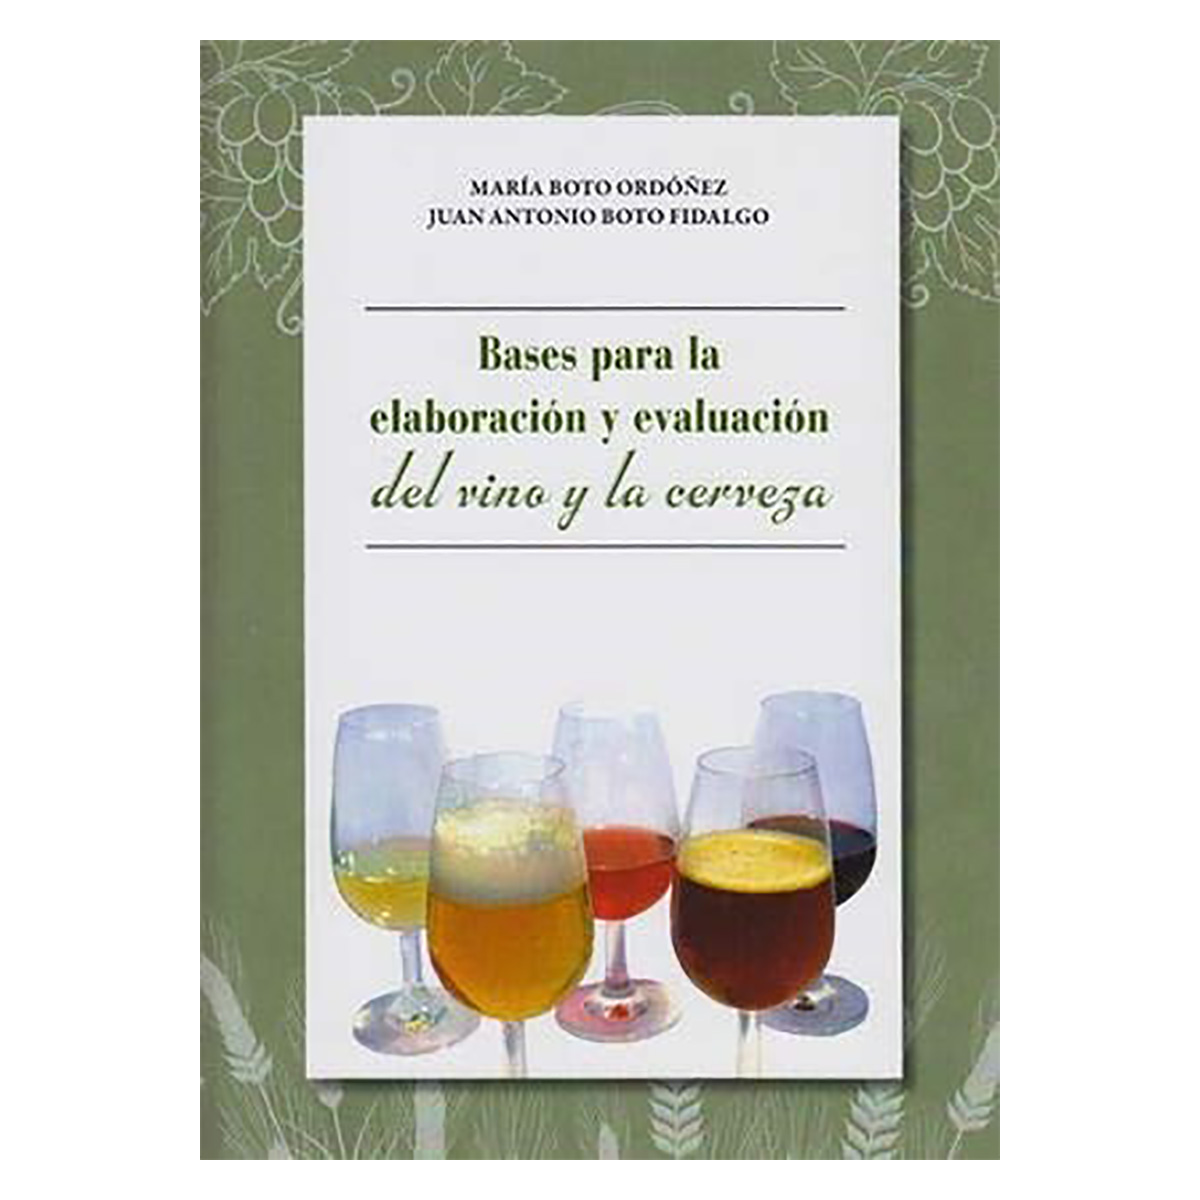 MARÍA BOTO ORDÓÑEZ
JUAN ANTONIO BOTO FIDALGO
Bases para la
elaboración y evaluación
del vino y la cerveza